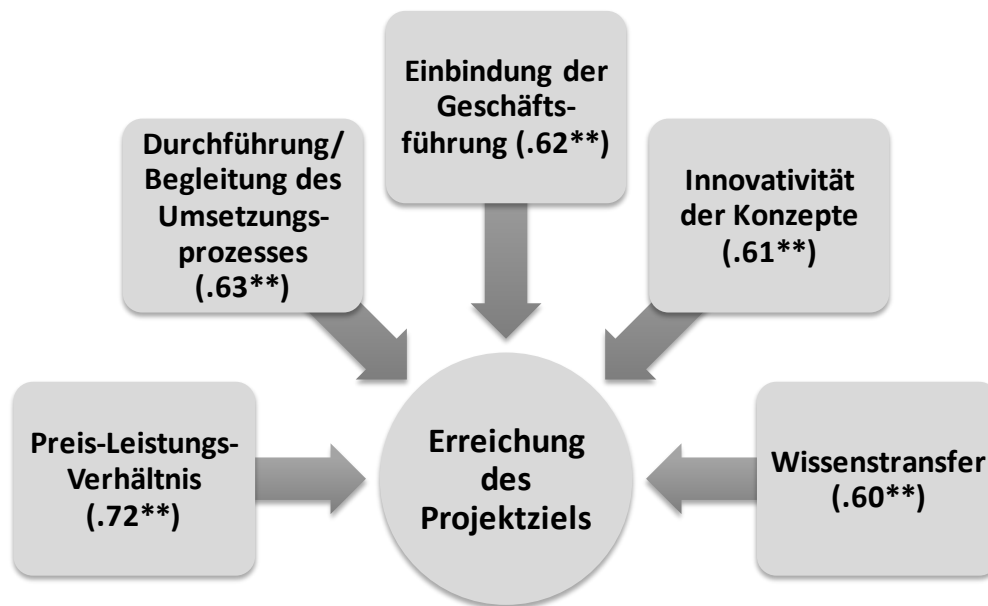 Einbindung der
Geschäfts-
führung (.62**)
Durchführung/
Begleitung des
Umsetzungs-
prozesses
(.63**)
Innovativität
der Konzepte
(.61**)
Preis-Leistungs-
Verhältnis
(.72**)
Erreichung
des
Projektziels
Wissenstransfer
(.60**)